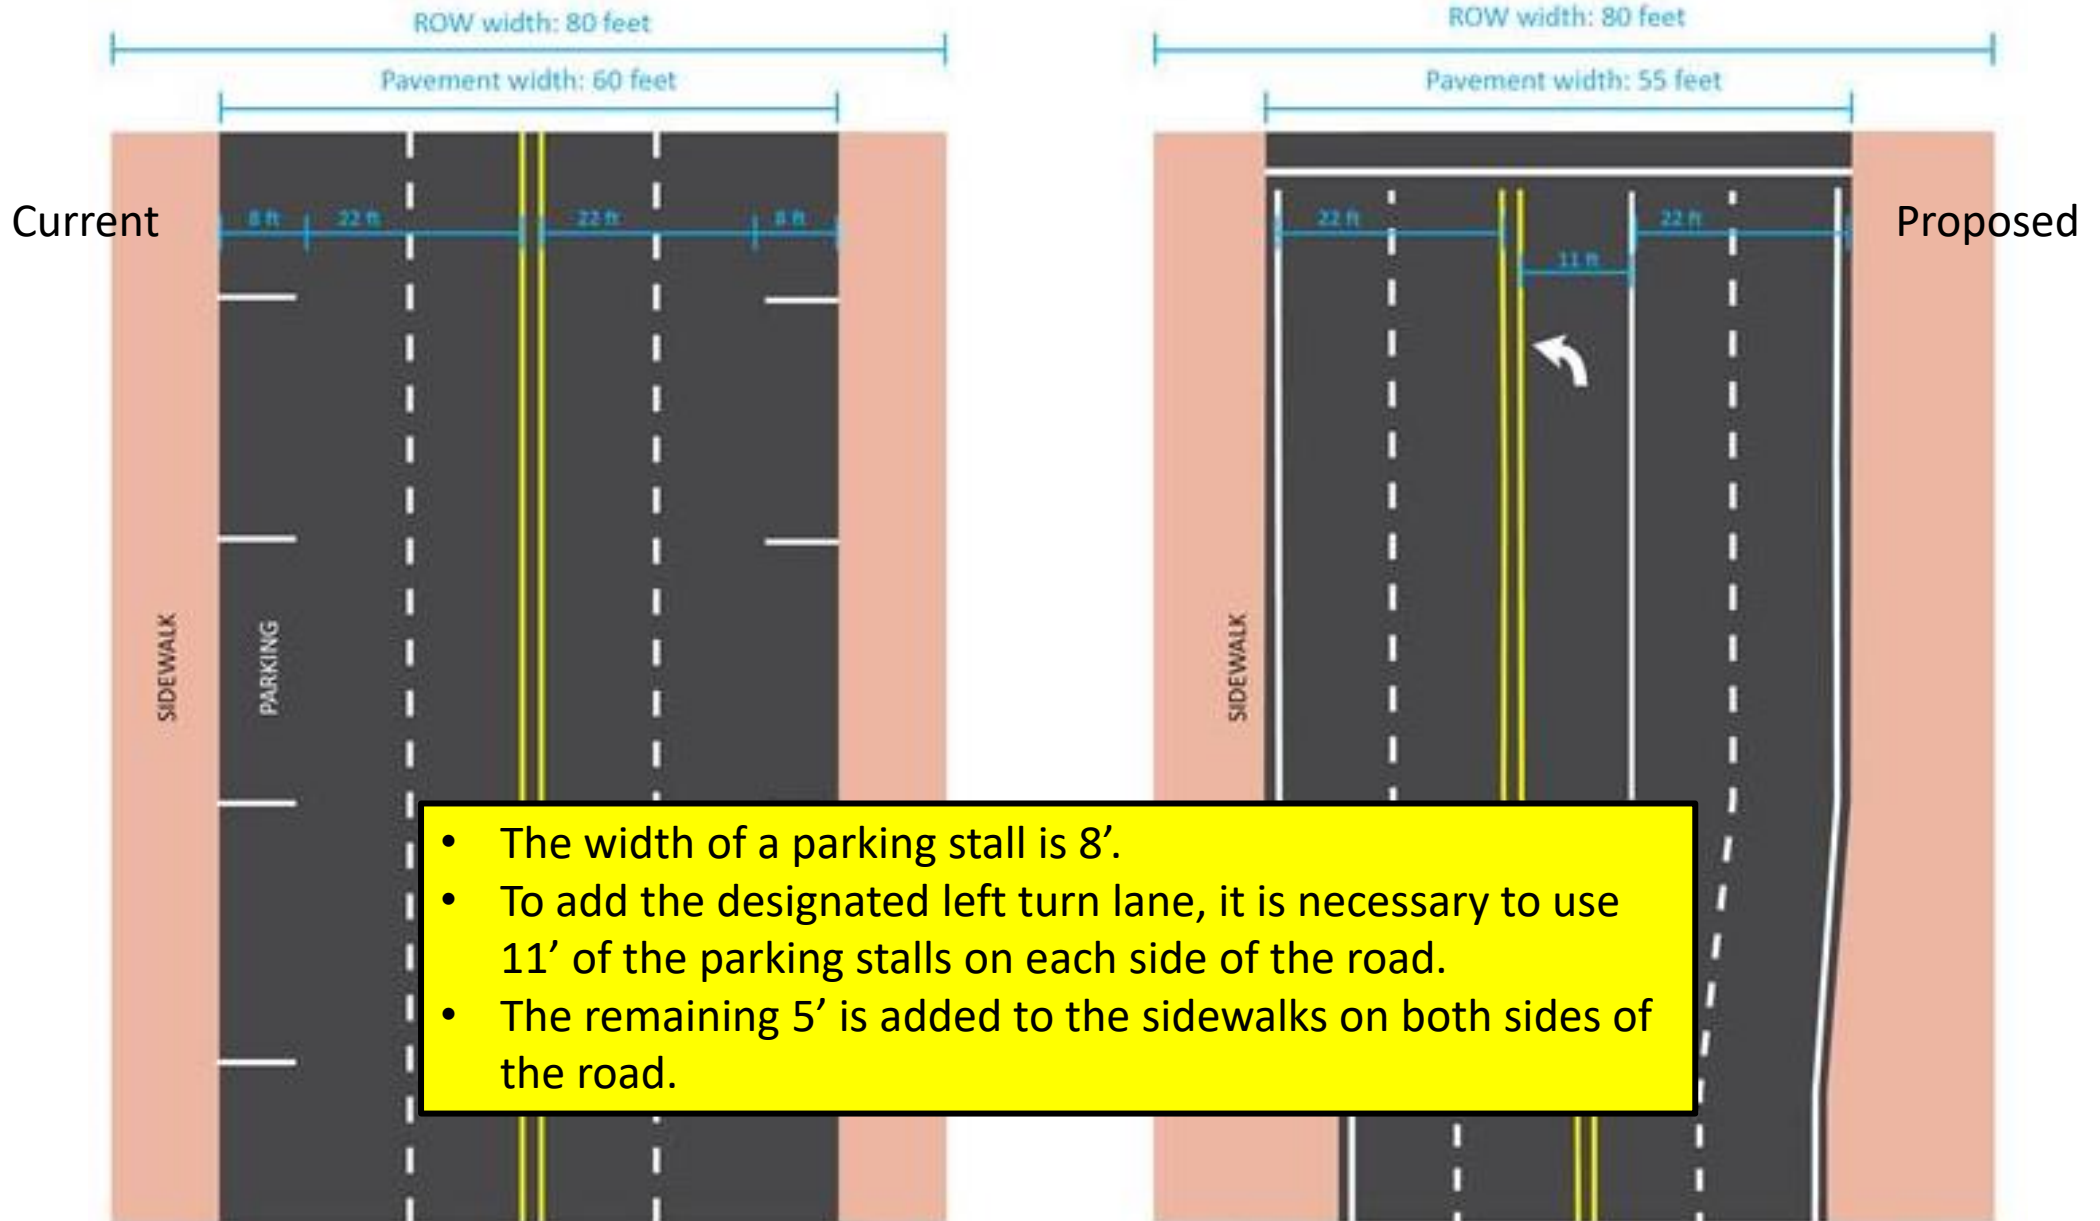 ROW width: 80 feet
Pavement width: 60 feet
Current
8 ft 22 ft 22 ft 8 ft
SIDEWALK
PARKING
ROW width: 80 feet
Pavement width: 55 feet
Proposed
22 ft 22 ft
11 ft
SIDEWALK
• The width of a parking stall is 8’.
• To add the designated left turn lane, it is necessary to use
11’ of the parking stalls on each side of the road.
• The remaining 5’ is added to the sidewalks on both sides of
the road.